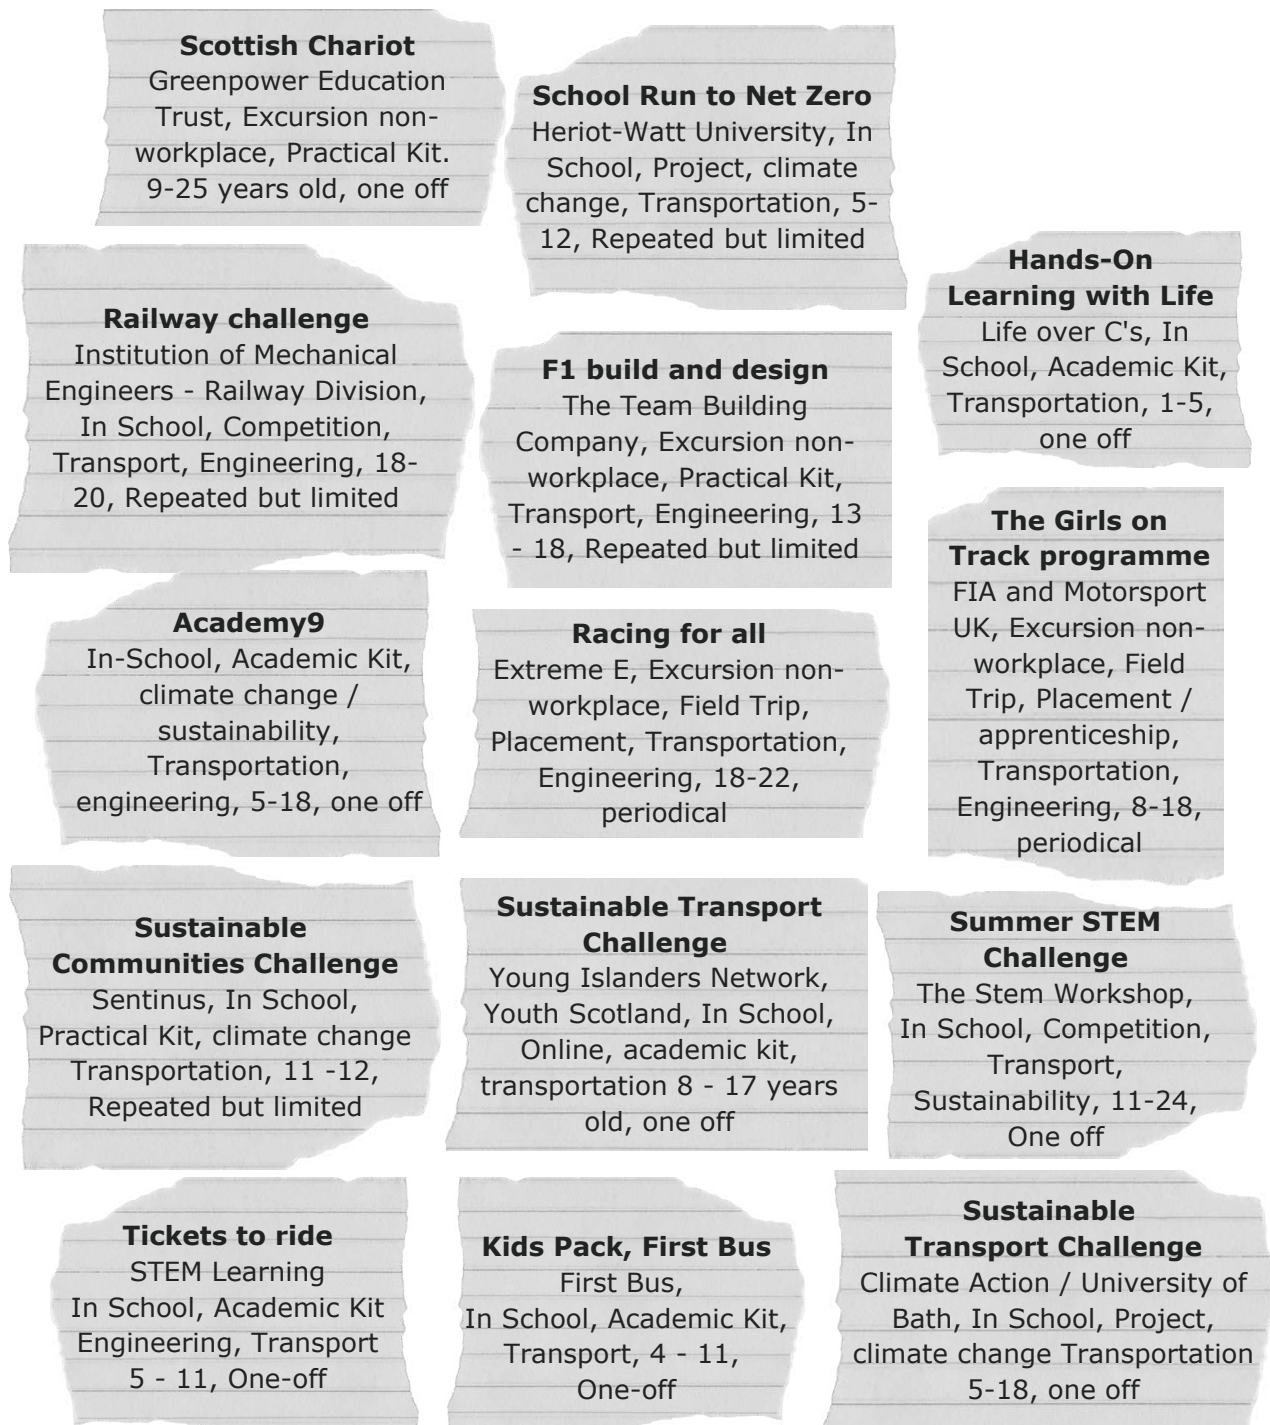 Scottish Chariot
Greenpower Education
Trust, Excursion non-
workplace, Practical Kit.
9-25 years old, one off
School Run to Net Zero
Heriot-Watt University, In
School, Project, climate
change, Transportation, 5-
12, Repeated but limited
Hands-On
Learning with Life
Life over C's, In
School, Academic Kit,
Transportation, 1-5,
one off
Railway challenge
Institution of Mechanical
Engineers - Railway Division,
In School, Competition,
Transport, Engineering, 18-
20, Repeated but limited
F1 build and design
The Team Building
Company, Excursion non-
workplace, Practical Kit,
Transport, Engineering, 13
- 18, Repeated but limited
The Girls on
Track programme
FIA and Motorsport
UK, Excursion non-
workplace, Field
Trip, Placement /
apprenticeship,
Transportation,
Engineering, 8-18,
periodical
Academy9
In-School, Academic Kit,
climate change /
sustainability,
Transportation,
engineering, 5-18, one off
Racing for all
Extreme E, Excursion non-
workplace, Field Trip,
Placement, Transportation,
Engineering, 18-22,
periodical
Sustainable
Communities Challenge
Sentinus, In School,
Practical Kit, climate change
Transportation, 11 -12,
Repeated but limited
Sustainable Transport
Challenge
Young Islanders Network,
Youth Scotland, In School,
Online, academic kit,
transportation 8 - 17 years
old, one off
Summer STEM
Challenge
The Stem Workshop,
In School, Competition,
Transport,
Sustainability, 11-24,
One off
Tickets to ride
STEM Learning
In School, Academic Kit
Engineering, Transport
5 - 11, One-off
Kids Pack, First Bus
First Bus,
In School, Academic Kit,
Transport, 4 - 11,
One-off
Sustainable
Transport Challenge
Climate Action / University of
Bath, In School, Project,
climate change Transportation
5-18, one off